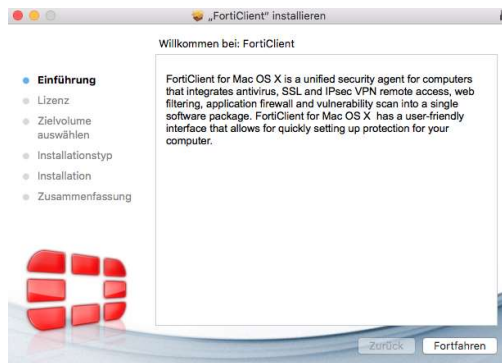 „FortiClient“ installieren
Willkommen bei: FortiClient
Einführung
Lizenz
Zielvolume
auswählen
Installationstyp
Installation
Zusammenfassung
FortiClient for Mac OS X is a unified security agent for computers
that integrates antivirus, SSL and IPsec VPN remote access, web
filtering, application firewall and vulnerability scan into a single
software package. FortiClient for Mac OS X has a user-friendly
interface that allows for quickly setting up protection for your
computer.
Zurück
Fortfahren